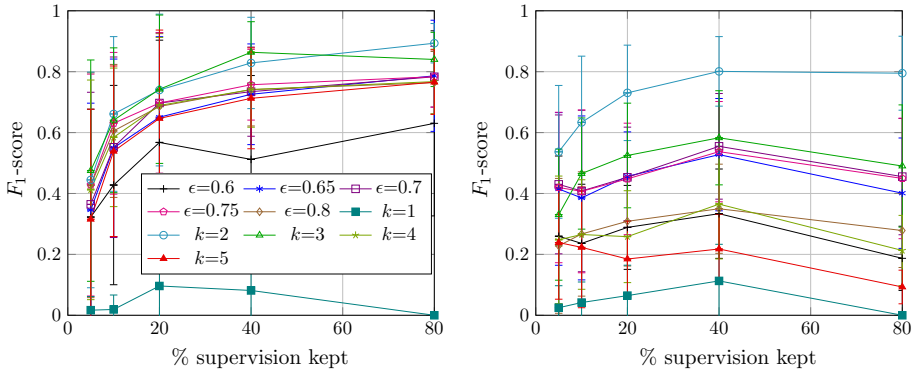 1
0.8
0.6
0.4
0.2
0
0 20 40 60 80
F₁-score
% supervision kept
ϵ=0.6 ϵ=0.65 ϵ=0.7
ϵ=0.75 ϵ=0.8 k=1
k=2 k=3 k=4
k=5
1
0.8
0.6
0.4
0.2
0
0 20 40 60 80
F₁-score
% supervision kept